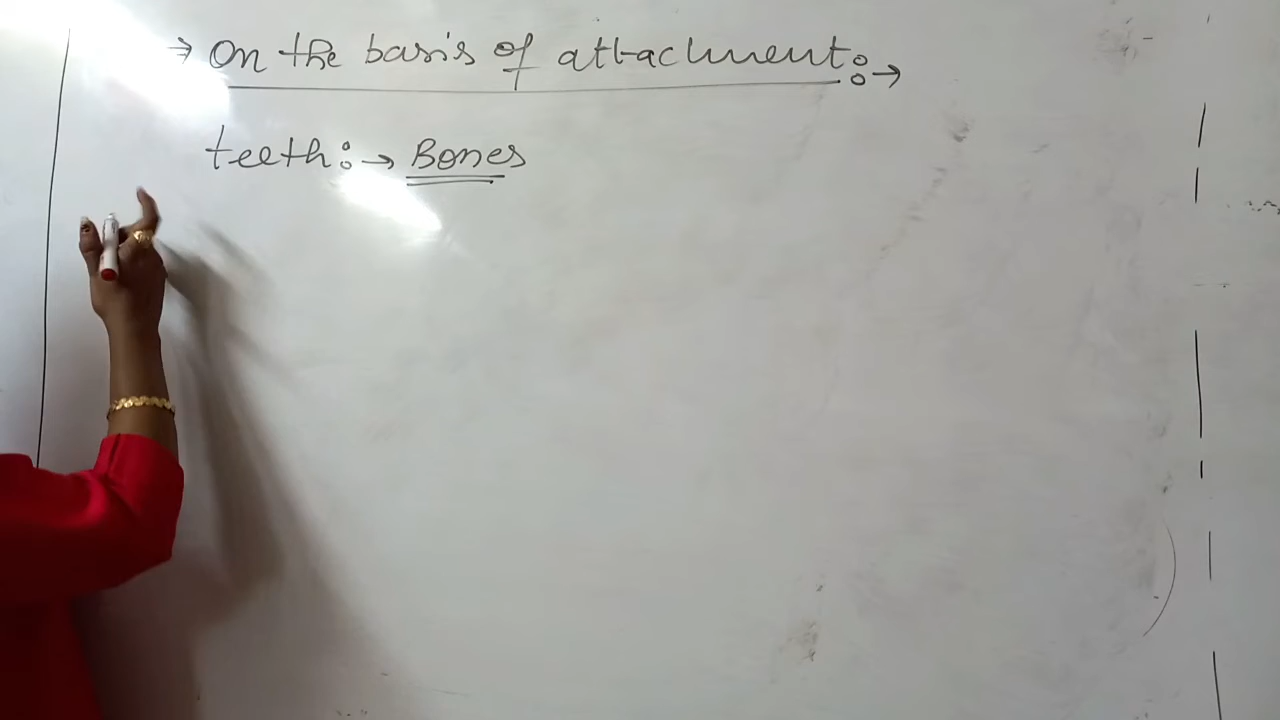 → On the basis of attachment:→
teeth:→ Bones